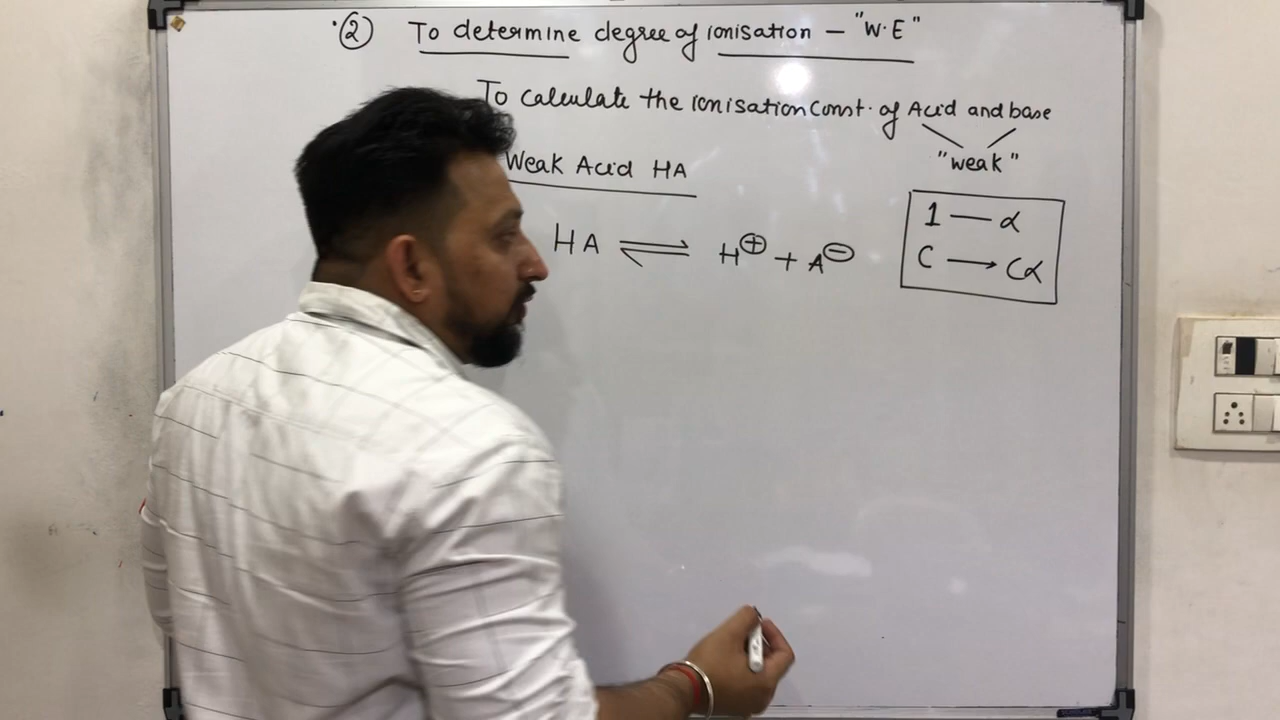 ② To determine degree of ionisation — "W.E"
To calculate the ionisation Const. of Acid and base
"weak"
Weak Acid HA
HA ⇌ H⊕ + A⊖
1 — α
C → Cα